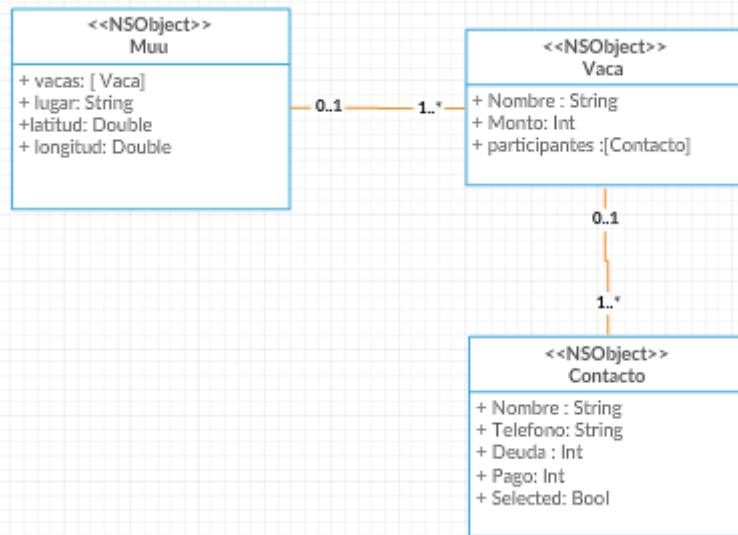 <<NSObject>>
Muu
+ vacas: [ Vaca]
+ lugar: String
+latitud: Double
+ longitud: Double
0..1
1..*
<<NSObject>>
Vaca
+ Nombre : String
+ Monto: Int
+ participantes :[Contacto]
0..1
1..*
<<NSObject>>
Contacto
+ Nombre : String
+ Telefono: String
+ Deuda : Int
+ Pago: Int
+ Selected: Bool